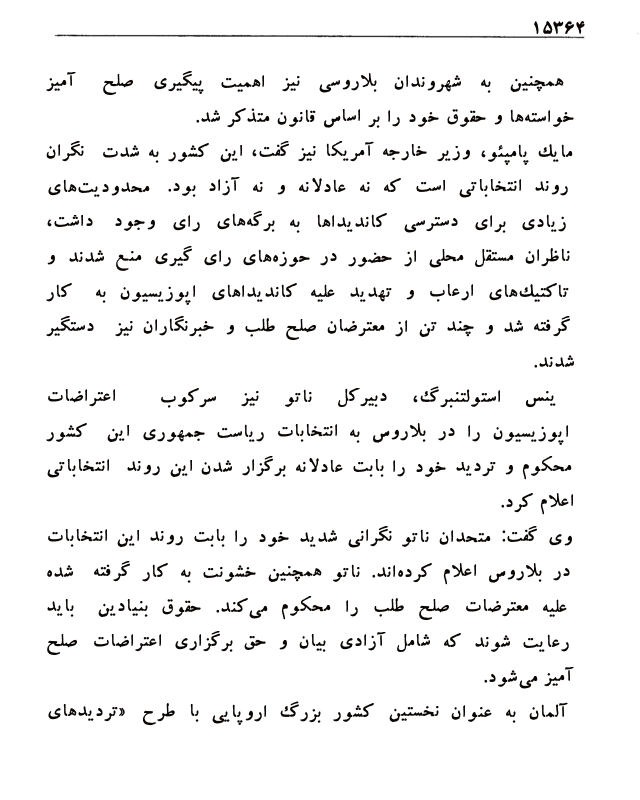 ۱۵۳۶۴
همچنین به شهروندان بلاروسی نیز اهمیت پیگیری صلح آمیز
خواسته‌ها و حقوق خود را بر اساس قانون متذکر شد.
مایك پامپئو، وزیر خارجه آمریکا نیز گفت، این کشور به شدت نگران
روند انتخاباتی است که نه عادلانه و نه آزاد بود. محدودیت‌های
زیادی برای دسترسی کاندیداها به برگه‌های رای وجود داشت،
ناظران مستقل محلی از حضور در حوزه‌های رای گیری منع شدند و
تاکتیك‌های ارعاب و تهدید علیه کاندیداهای اپوزیسیون به کار
گرفته شد و چند تن از معترضان صلح طلب و خبرنگاران نیز دستگیر
شدند.
ینس استولتنبرگ، دبیرکل ناتو نیز سرکوب اعتراضات
اپوزیسیون را در بلاروس به انتخابات ریاست جمهوری این کشور
محکوم و تردید خود را بابت عادلانه برگزار شدن این روند انتخاباتی
اعلام کرد.
وی گفت: متحدان ناتو نگرانی شدید خود را بابت روند این انتخابات
در بلاروس اعلام کرده‌اند. ناتو همچنین خشونت به کار گرفته شده
علیه معترضات صلح طلب را محکوم می‌کند. حقوق بنیادین باید
رعایت شوند که شامل آزادی بیان و حق برگزاری اعتراضات صلح
آمیز می‌شود.
آلمان به عنوان نخستین کشور بزرگ اروپایی با طرح «تردیدهای